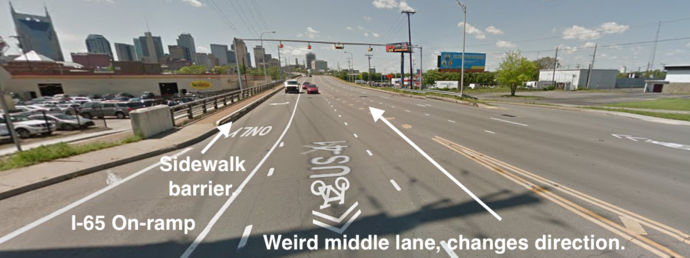 ONLY
US 41
Sidewalk
barrier
I-65 On-ramp
Weird middle lane, changes direction.